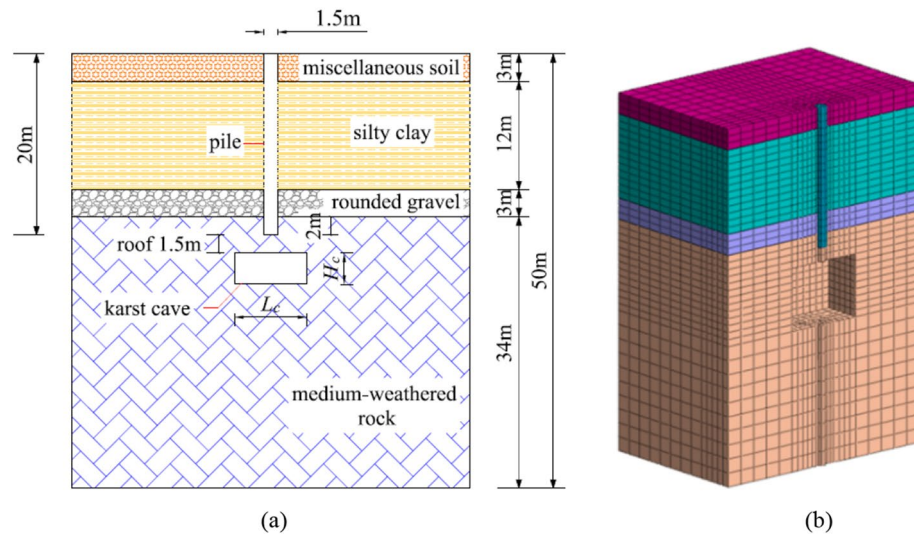 1.5m
miscellaneous soil
3m
20m
pile
silty clay
12m
rounded gravel
3m
2m
roof 1.5m
H_c
karst cave
L_c
50m
34m
medium-weathered
rock
(a)
(b)